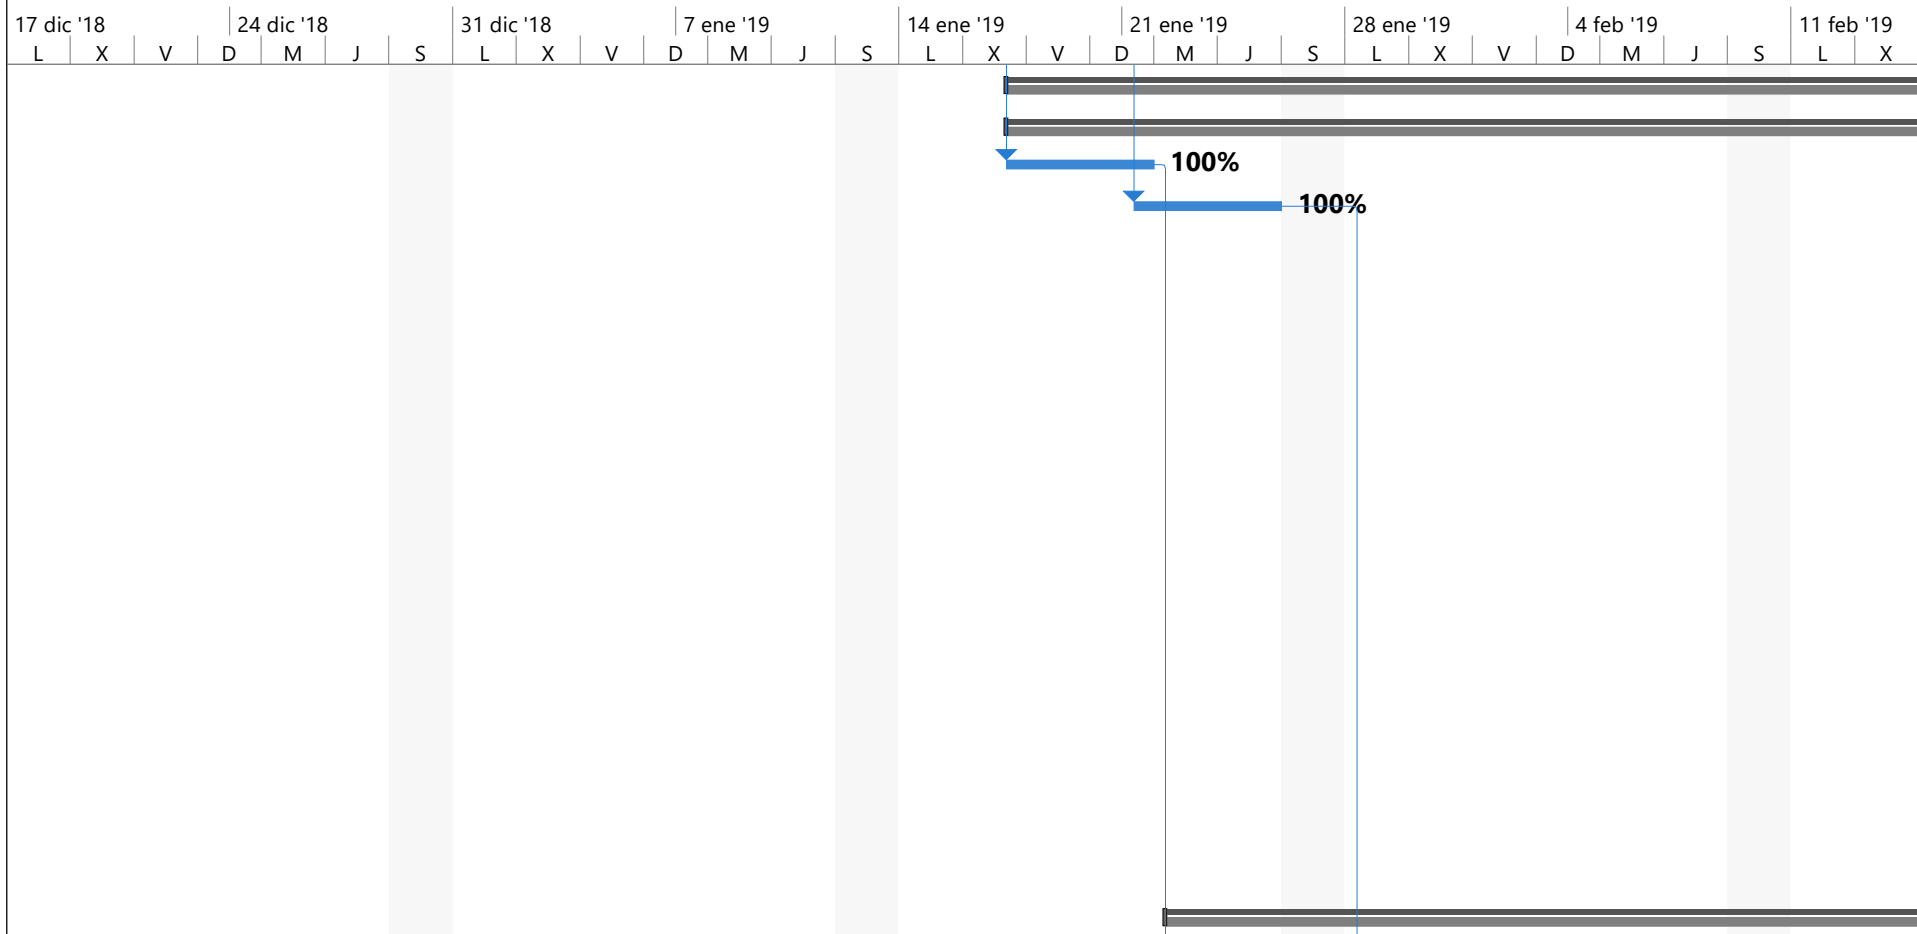 17 dic '18 24 dic '18 31 dic '18 7 ene '19 14 ene '19 21 ene '19 28 ene '19 4 feb '19 11 feb '19
L X V D M J S L X V D M J S L X V D M J S L X V D M J S L X
100%
100%